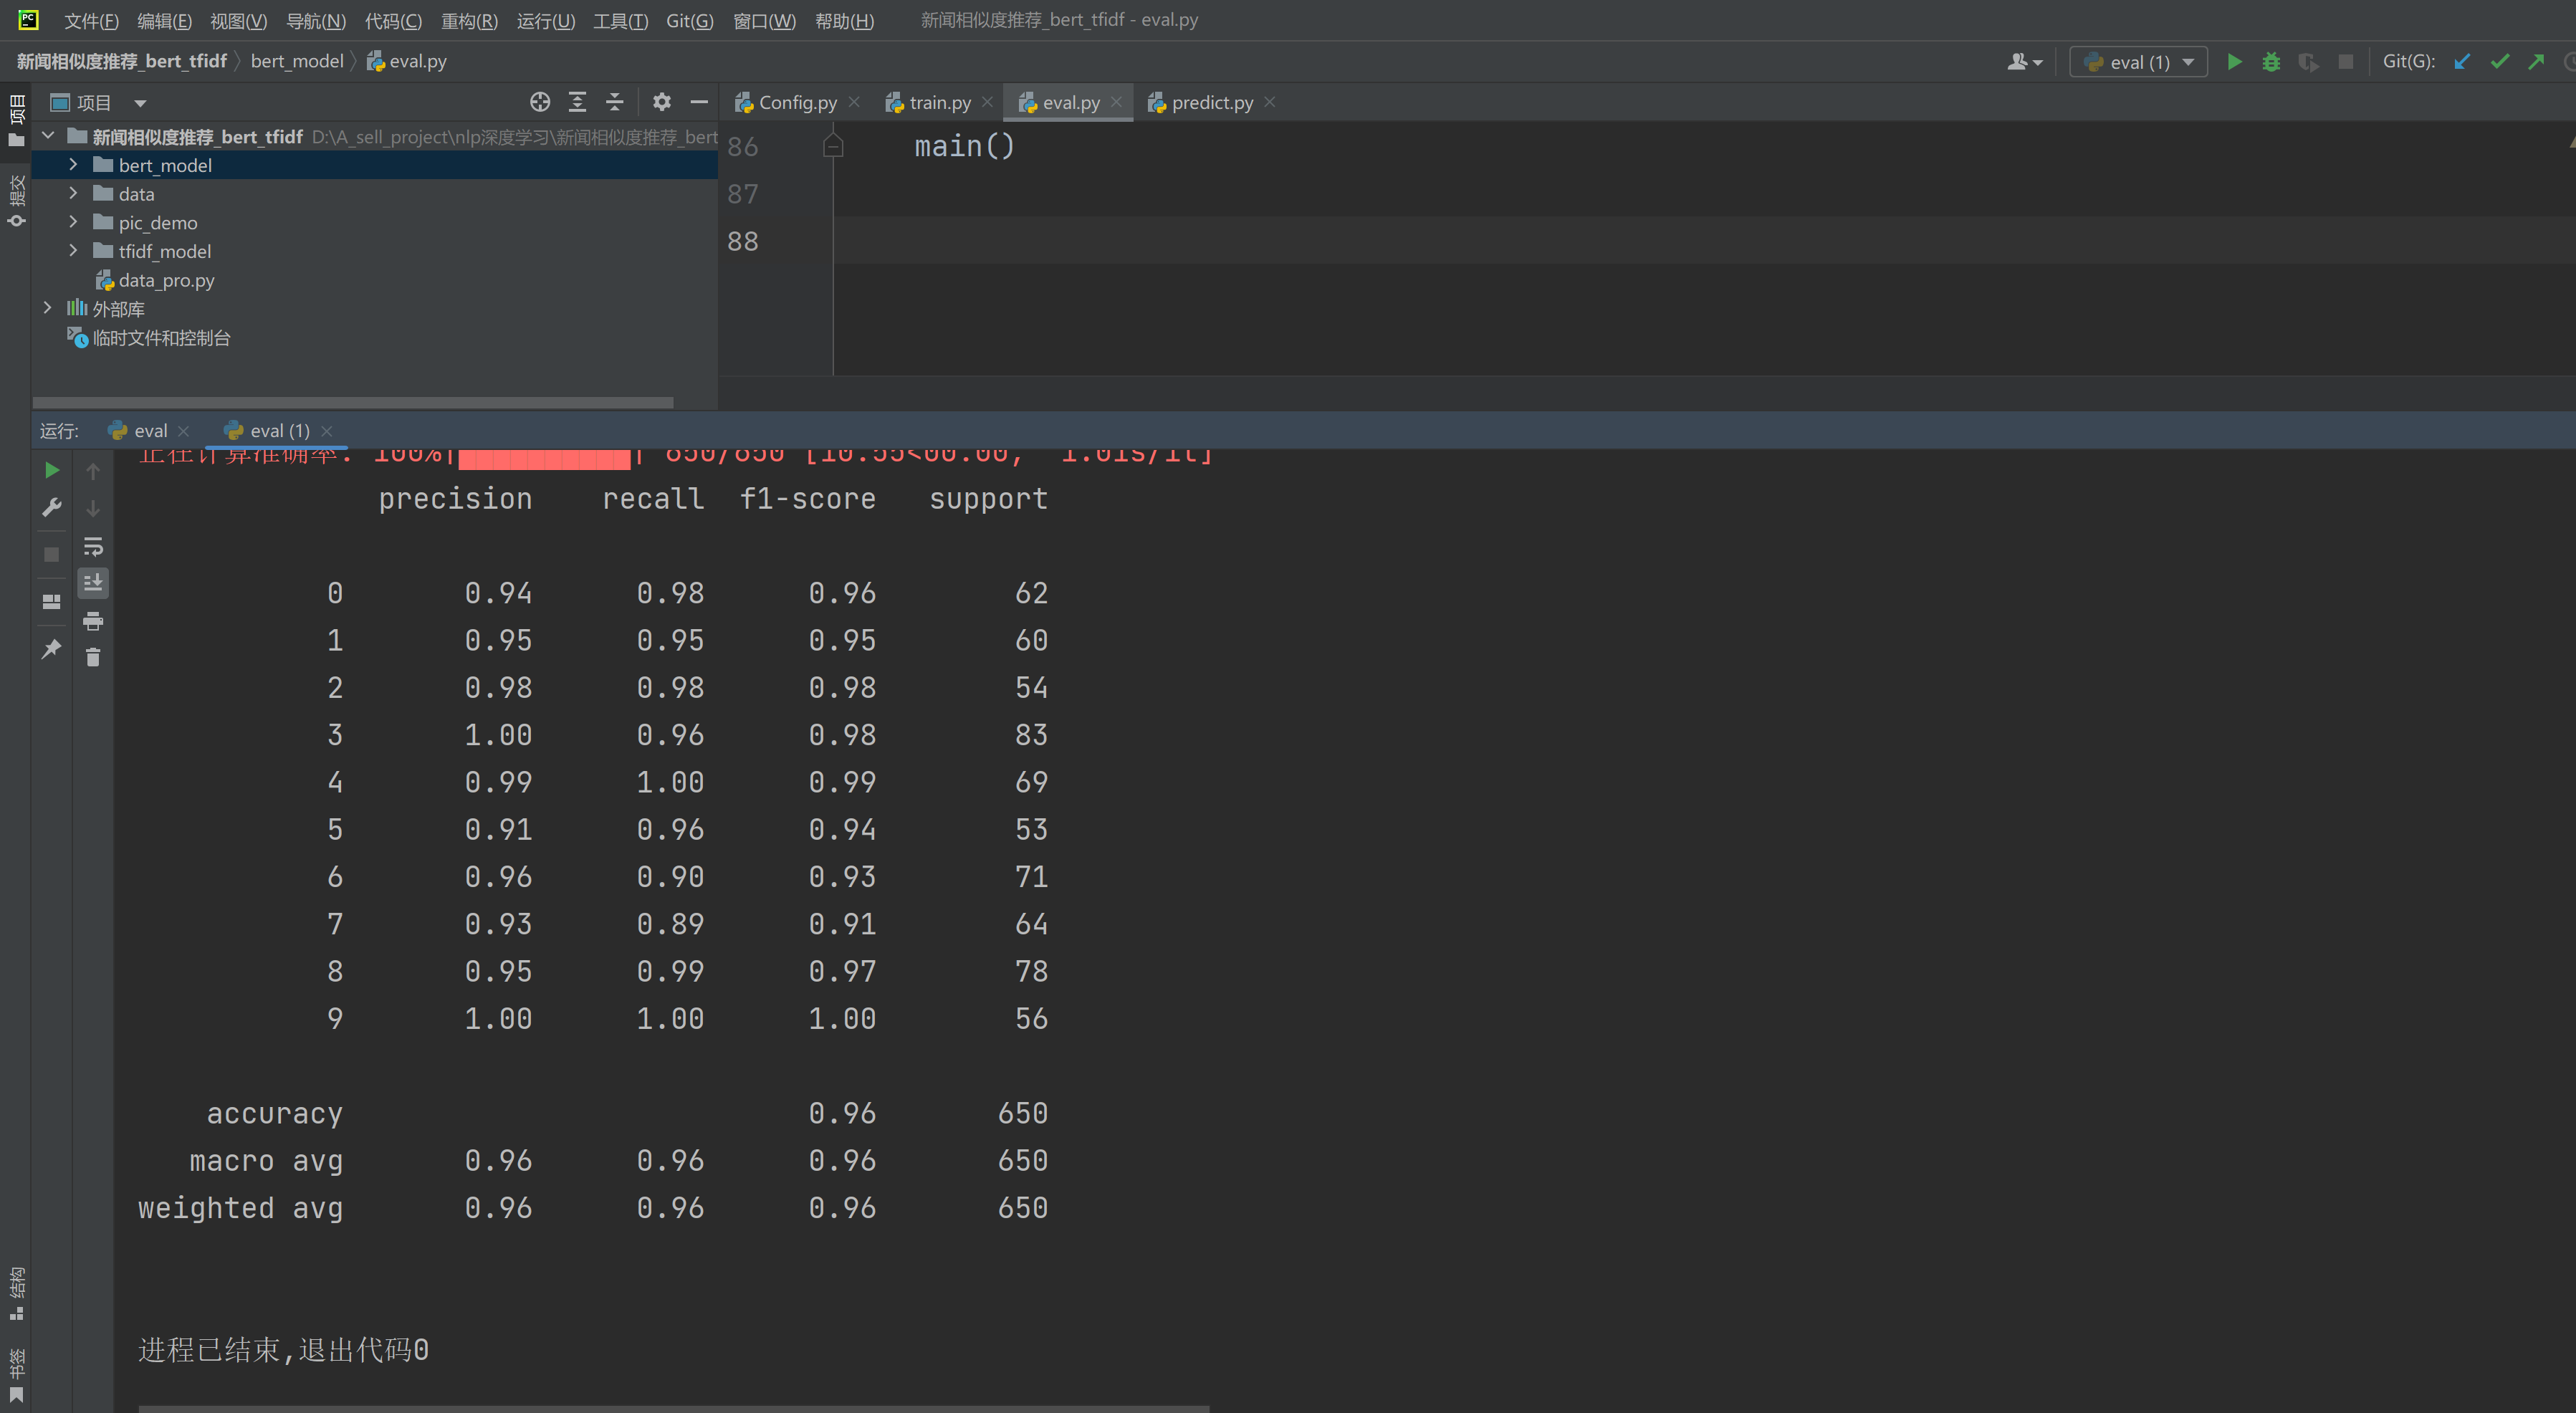 文件(F) 编辑(E) 视图(V) 导航(N) 代码(C) 重构(R) 运行(U) 工具(T) Git(G) 窗口(W) 帮助(H) 新闻相似度推荐_bert_tfidf - eval.py
新闻相似度推荐_bert_tfidf bert_model eval.py
eval (1) Git(G):
项目
Config.py train.py eval.py predict.py
项目
新闻相似度推荐_bert_tfidf D:\A_sell_project\nlp深度学习\新闻相似度推荐_bert
bert_model
data
pic_demo
tfidf_model
data_pro.py
外部库
临时文件和控制台
提交
86 main()
87
88
运行: eval eval (1)
正在计算准确率: 100%| 650/650 [10:55<00:00, 1.01s/it]
precision recall f1-score support
0 0.94 0.98 0.96 62
1 0.95 0.95 0.95 60
2 0.98 0.98 0.98 54
3 1.00 0.96 0.98 83
4 0.99 1.00 0.99 69
5 0.91 0.96 0.94 53
6 0.96 0.90 0.93 71
7 0.93 0.89 0.91 64
8 0.95 0.99 0.97 78
9 1.00 1.00 1.00 56
accuracy 0.96 650
macro avg 0.96 0.96 0.96 650
weighted avg 0.96 0.96 0.96 650
进程已结束,退出代码0
结构
书签